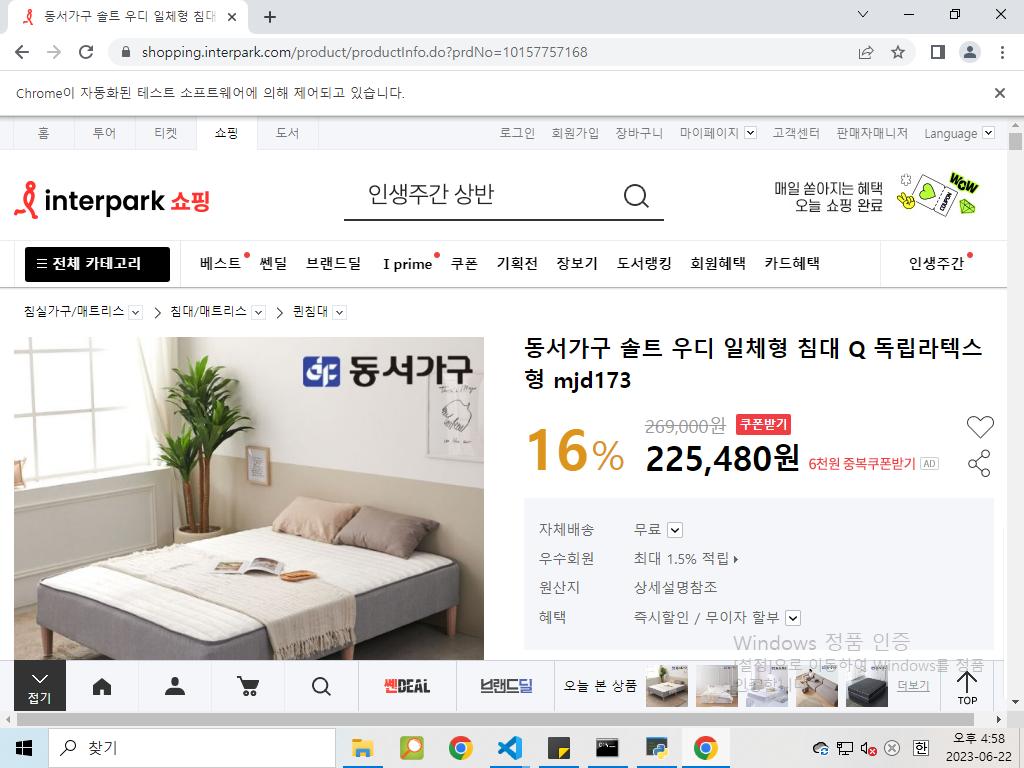 동서가구 솔트 우디 일체형 침대
shopping.interpark.com/product/productInfo.do?prdNo=10157757168
Chrome이 자동화된 테스트 소프트웨어에 의해 제어되고 있습니다.
홈 투어 티켓 쇼핑 도서 로그인 회원가입 장바구니 마이페이지 고객센터 판매자매니저 Language
interpark 쇼핑 인생주간 상반
매일 쏟아지는 혜택
오늘 쇼핑 완료
WOW
COUPON
전체 카테고리 베스트 쎈딜 브랜드딜 I prime 쿠폰 기획전 장보기 도서랭킹 회원혜택 카드혜택 인생주간
침실가구/매트리스 침대/매트리스 퀸침대
동서가구
동서가구 솔트 우디 일체형 침대 Q 독립라텍스
형 mjd173
16% 269,000원 쿠폰받기
225,480원 6천원 중복쿠폰받기 AD
자체배송 무료
우수회원 최대 1.5% 적립
원산지 상세설명참조
혜택 즉시할인 / 무이자 할부
Windows 정품 인증
[설정]으로 이동하여 Windows를 정품
인증합니
접기 쎈DEAL 브랜드딜 오늘 본 상품 더보기 TOP
찾기 한 오후 4:58
2023-06-22